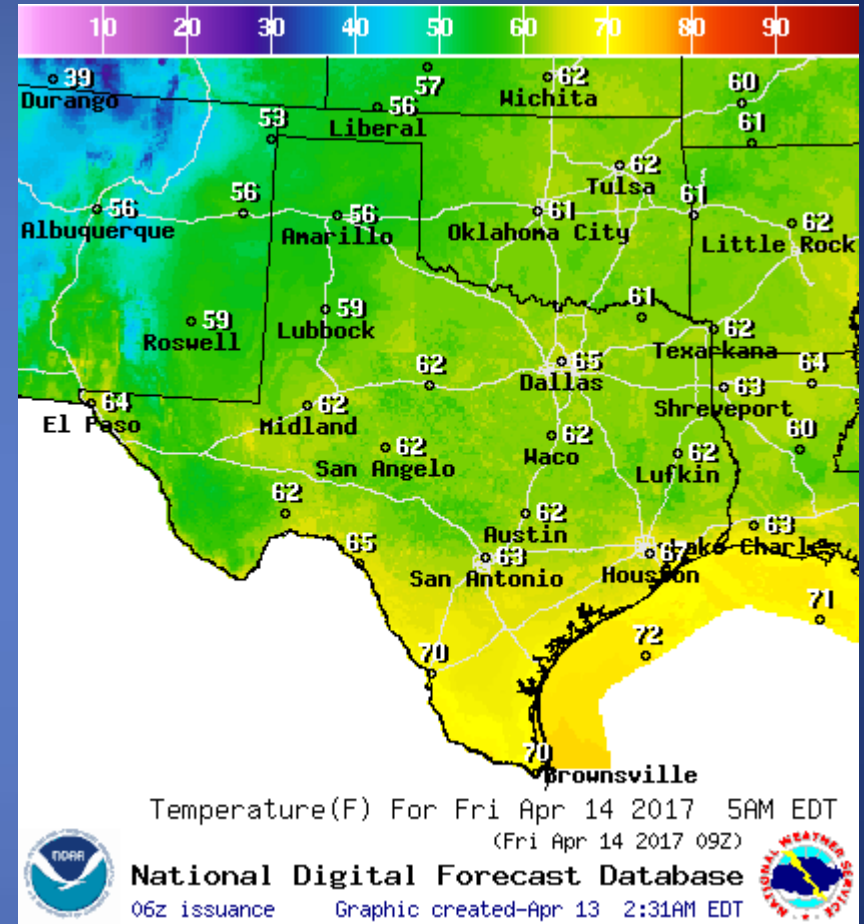 10 20 30 40 50 60 70 80 90
39 57 62 60
Durango 56 Wichita
53 Liberal 61
62
Tulsa
56 56 56 61 61
Albuquerque Amarillo Oklahoma City 62
Little Rock
59 59 61
Roswell Lubbock 62
Texarkana
65
62 Dallas 63 64
64 62 Shreveport
El Paso Midland
62 62 62 60
San Angelo Waco Lufkin
62 62 63
Austin
65 63 67 Lake Charles
San Antonio Houston
71
70 72
70
Brownsville
Temperature(F) For Fri Apr 14 2017 5AM EDT
(Fri Apr 14 2017 09Z)
National Digital Forecast Database
06z issuance Graphic created-Apr 13 2:31AM EDT
NOAA
NATIONAL WEATHER SERVICE